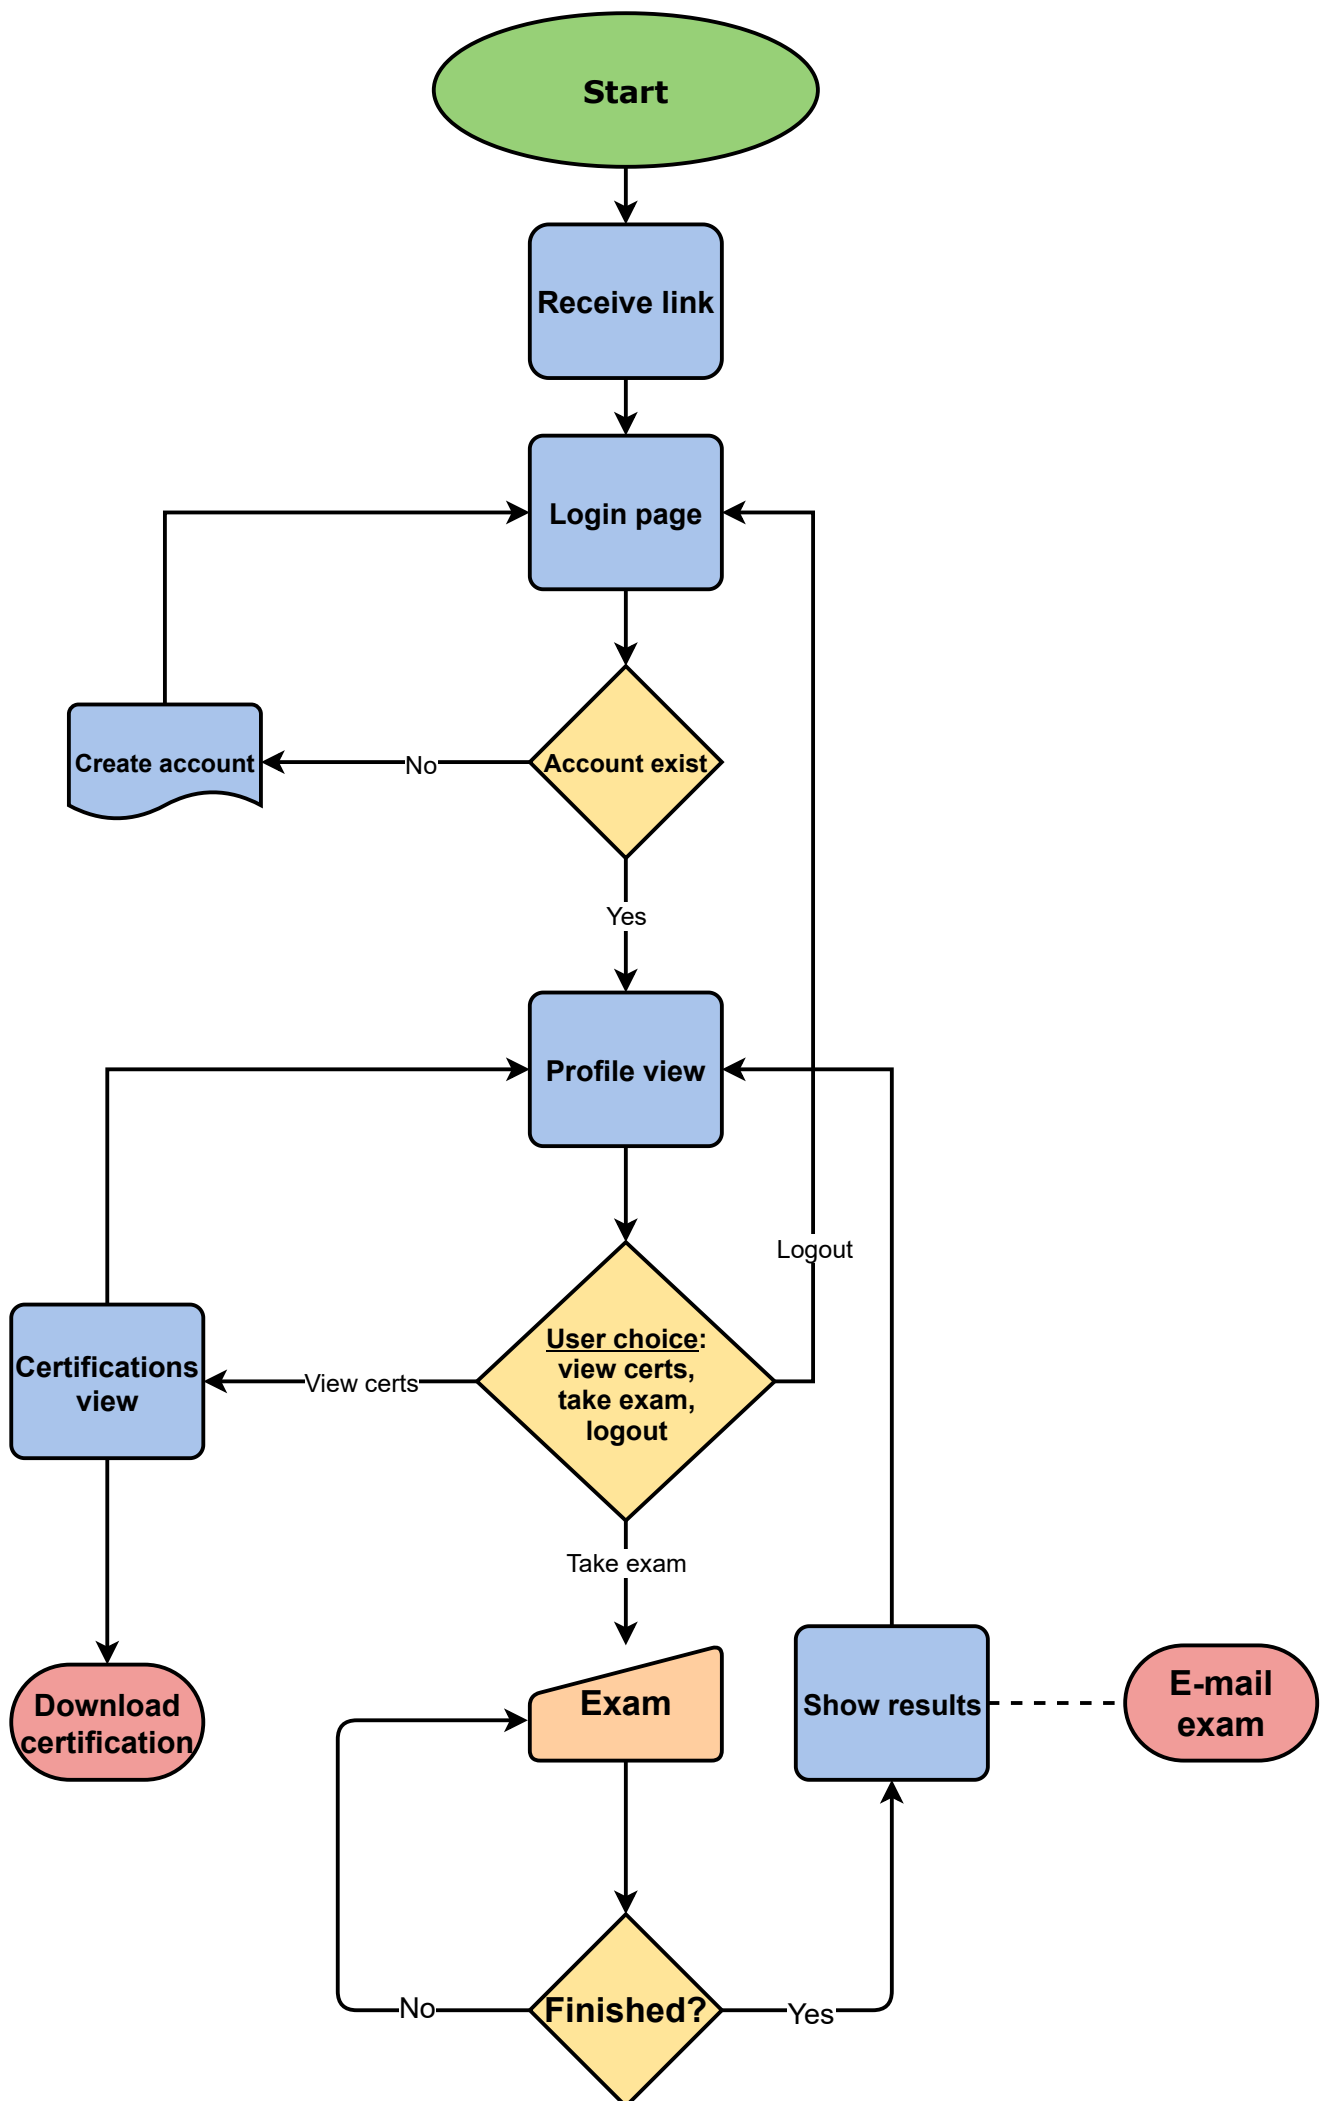 Start
Receive link
Login page
Create account
No
Account exist
Yes
Profile view
Logout
Certifications
view
View certs
User choice:
view certs,
take exam,
logout
Take exam
Download
certification
Exam
Show results
E-mail
exam
No
Finished?
Yes